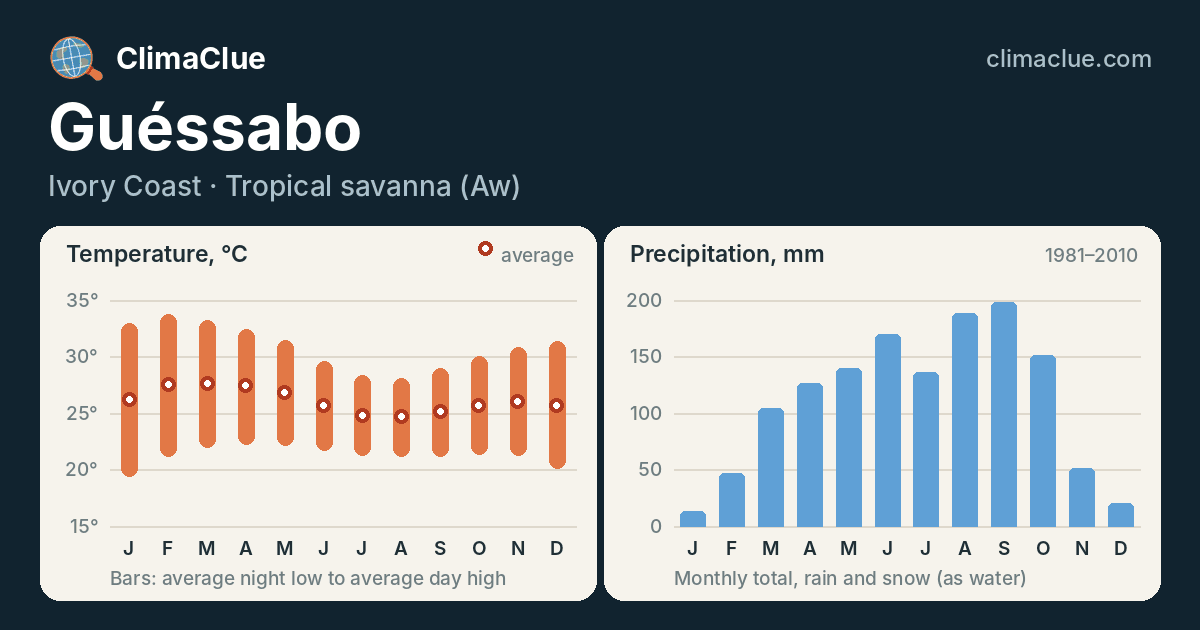 ClimaClue
climaclue.com
Guéssabo
Ivory Coast · Tropical savanna (Aw)
Temperature, °C
average
35°
30°
25°
20°
15°
J F M A M J J A S O N D
Bars: average night low to average day high
Precipitation, mm
1981–2010
200
150
100
50
0
J F M A M J J A S O N D
Monthly total, rain and snow (as water)